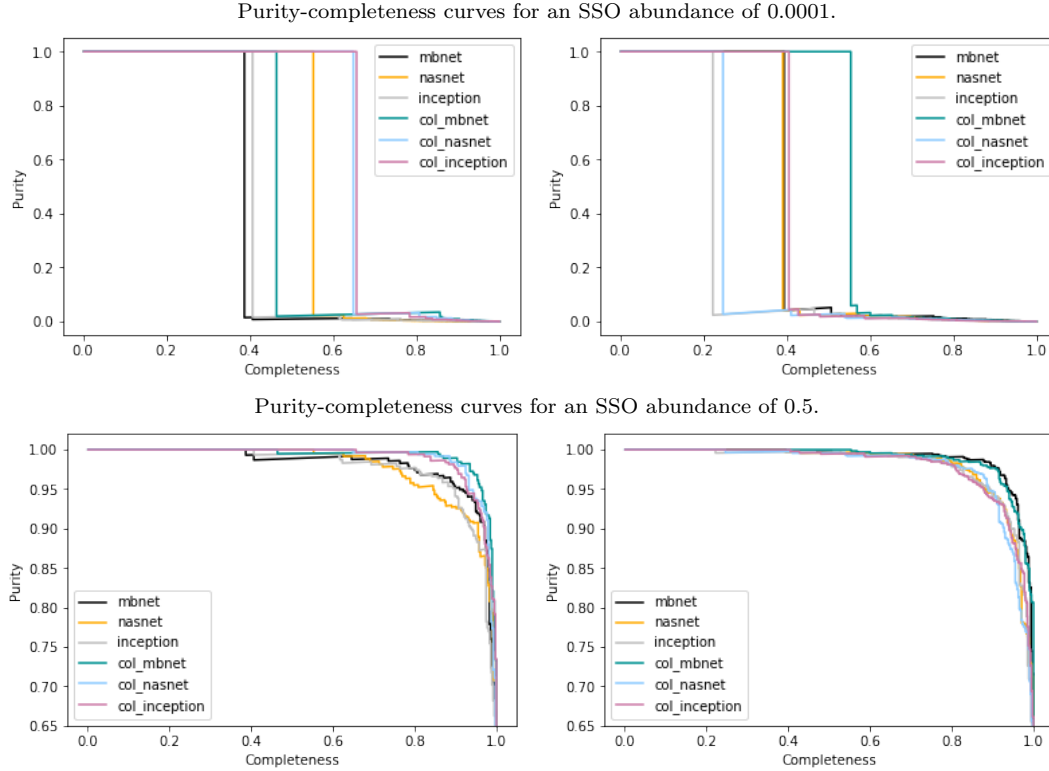 Purity-completeness curves for an SSO abundance of 0.0001.
1.0
0.8
0.6
0.4
0.2
0.0
Purity
mbnet
nasnet
inception
col_mbnet
col_nasnet
col_inception
0.0 0.2 0.4 0.6 0.8 1.0
Completeness
1.0
0.8
0.6
0.4
0.2
0.0
Purity
mbnet
nasnet
inception
col_mbnet
col_nasnet
col_inception
0.0 0.2 0.4 0.6 0.8 1.0
Completeness
Purity-completeness curves for an SSO abundance of 0.5.
1.00
0.95
0.90
0.85
0.80
0.75
0.70
0.65
Purity
mbnet
nasnet
inception
col_mbnet
col_nasnet
col_inception
0.0 0.2 0.4 0.6 0.8 1.0
Completeness
1.00
0.95
0.90
0.85
0.80
0.75
0.70
0.65
Purity
mbnet
nasnet
inception
col_mbnet
col_nasnet
col_inception
0.0 0.2 0.4 0.6 0.8 1.0
Completeness